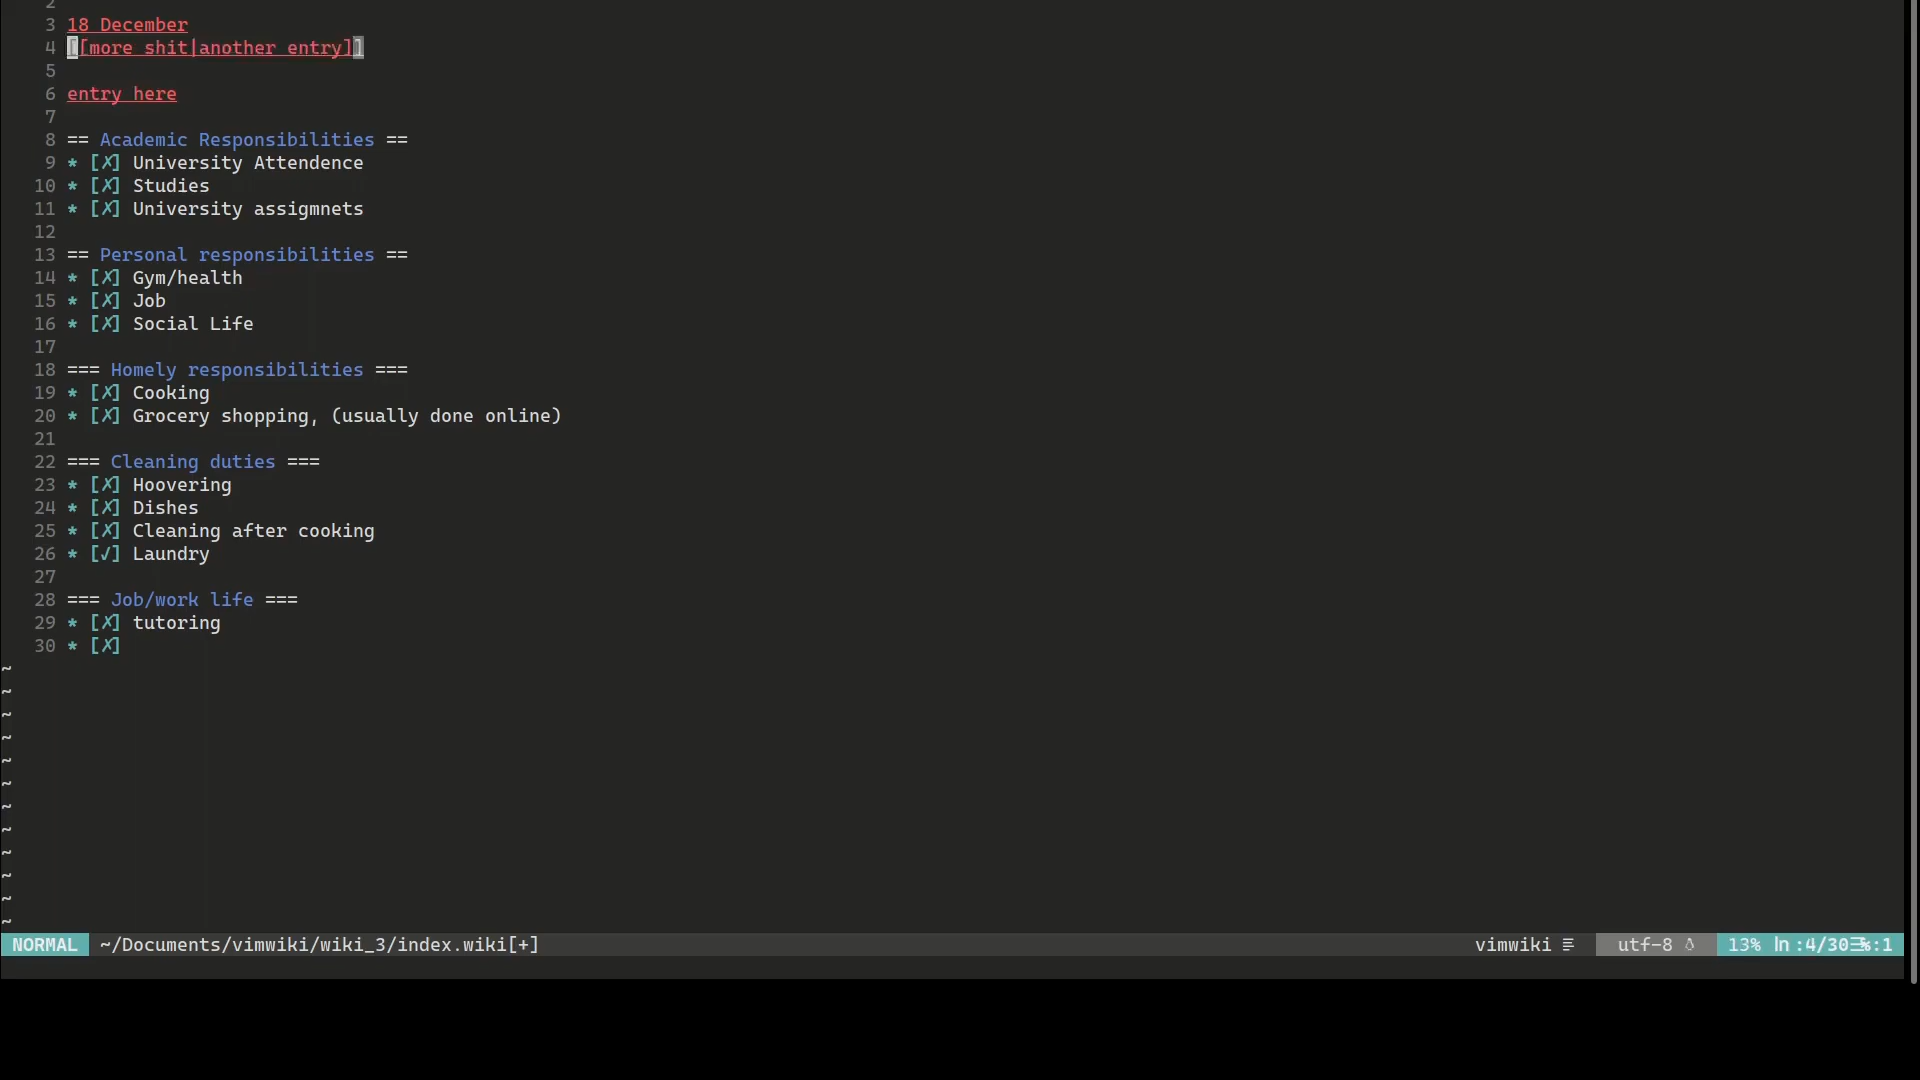 2
3 18 December
4 [[more shit|another entry]]
5
6 entry here
7
8 == Academic Responsibilities ==
9 * [✗] University Attendence
10 * [✗] Studies
11 * [✗] University assigmnets
12
13 == Personal responsibilities ==
14 * [✗] Gym/health
15 * [✗] Job
16 * [✗] Social Life
17
18 === Homely responsibilities ===
19 * [✗] Cooking
20 * [✗] Grocery shopping, (usually done online)
21
22 === Cleaning duties ===
23 * [✗] Hoovering
24 * [✗] Dishes
25 * [✗] Cleaning after cooking
26 * [✓] Laundry
27
28 === Job/work life ===
29 * [✗] tutoring
30 * [✗]
~
~
~
~
~
~
~
~
~
~
~
~
NORMAL ~/Documents/vimwiki/wiki_3/index.wiki[+] vimwiki utf-8 13% ln :4/30☰℅:1